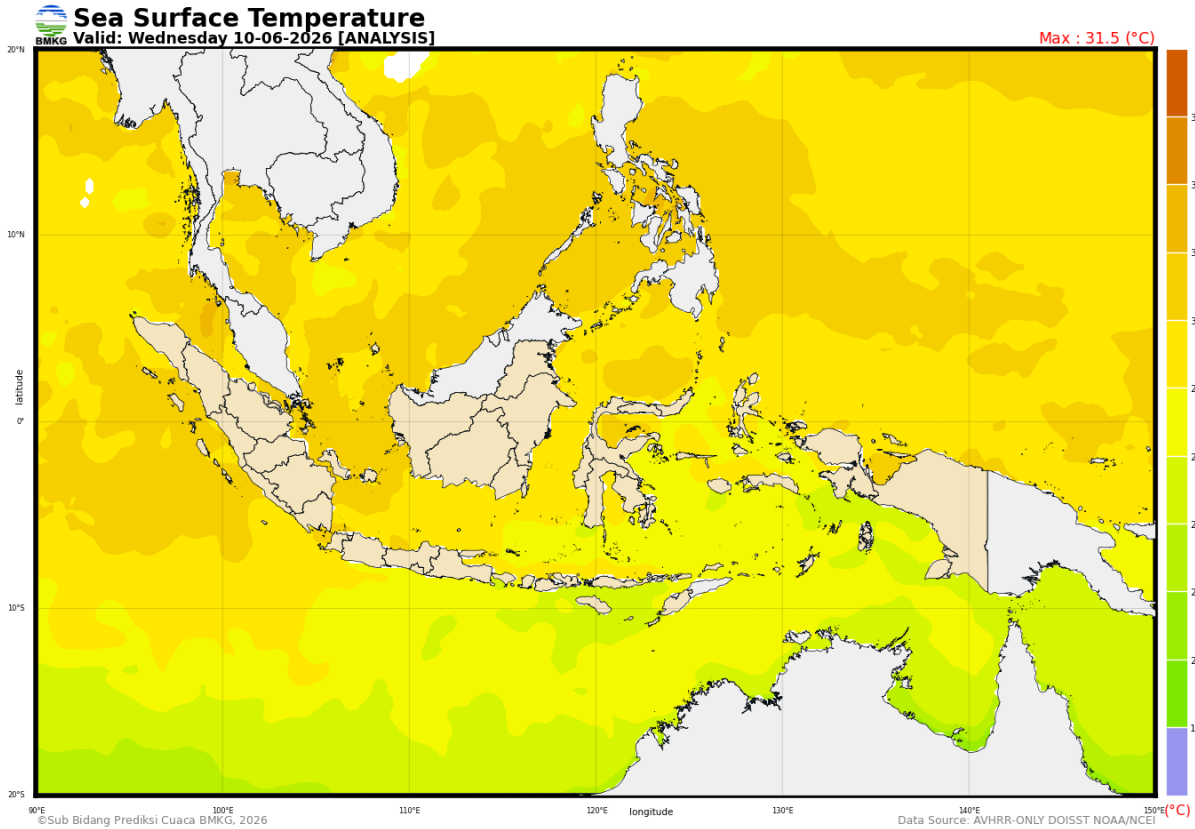 BMKG
Sea Surface Temperature
Valid: Wednesday 10-06-2026 [ANALYSIS]
Max : 31.5 (°C)
20°N
10°N
0°
10°S
20°S
latitude
90°E
100°E
110°E
120°E
longitude
130°E
140°E
150°E
(°C)
©Sub Bidang Prediksi Cuaca BMKG, 2026
Data Source: AVHRR-ONLY DOISST NOAA/NCEI